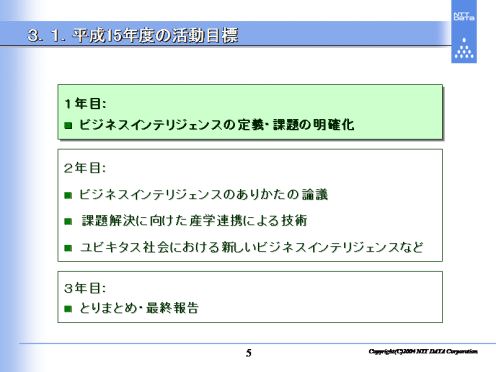 NTT
DATA
３．１．平成15年度の活動目標
１年目:
■ ビジネスインテリジェンスの定義・課題の明確化
２年目:
■ ビジネスインテリジェンスのありかたの論議
■ 課題解決に向けた産学連携による技術
■ ユビキタス社会における新しいビジネスインテリジェンスなど
３年目:
■ とりまとめ・最終報告
5
Copyright(C)2004 NTT DATA Corporation